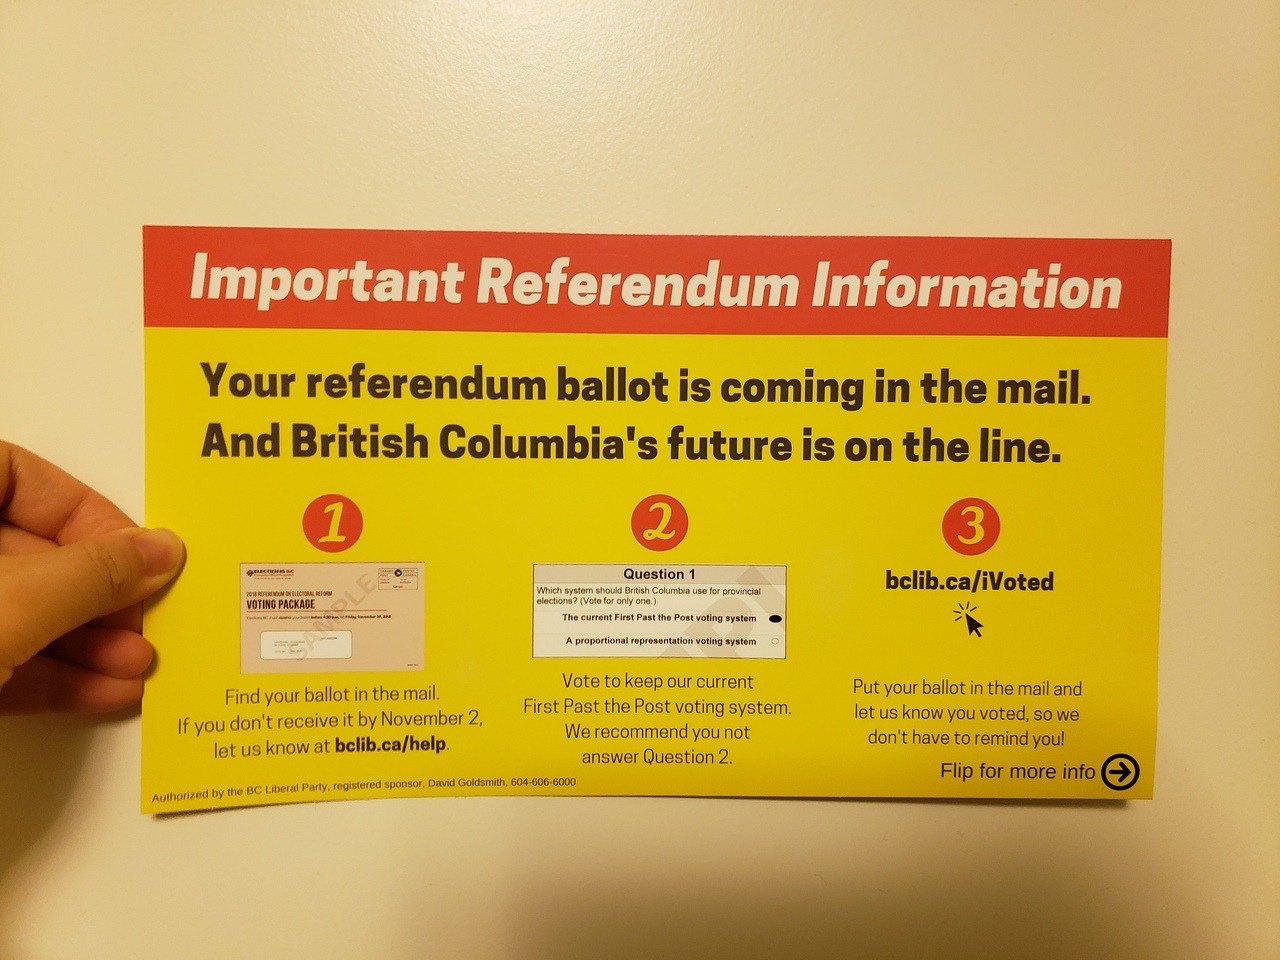 Important Referendum Information
Your referendum ballot is coming in the mail.
And British Columbia's future is on the line.
1
ELECTIONS BC
2018 REFERENDUM ON ELECTORAL REFORM
VOTING PACKAGE
SAMPLE
Find your ballot in the mail.
If you don't receive it by November 2,
let us know at bclib.ca/help.
2
Question 1
Which system should British Columbia use for provincial
elections? (Vote for only one.)
The current First Past the Post voting system
A proportional representation voting system
Vote to keep our current
First Past the Post voting system.
We recommend you not
answer Question 2.
3
bclib.ca/iVoted
Put your ballot in the mail and
let us know you voted, so we
don't have to remind you!
Flip for more info
Authorized by the BC Liberal Party, registered sponsor, David Goldsmith, 604-606-6000